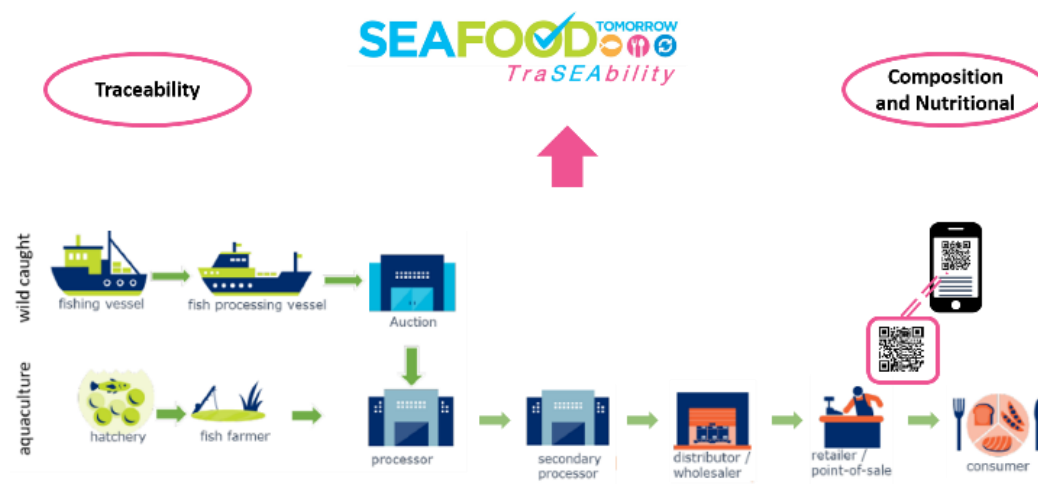 SEAFOOD TOMORROW
TraSEAbility
Traceability
Composition
and Nutritional
wild caught
fishing vessel
fish processing vessel
Auction
aquaculture
hatchery
fish farmer
processor
secondary
processor
distributor /
wholesaler
retailer /
point-of-sale
consumer